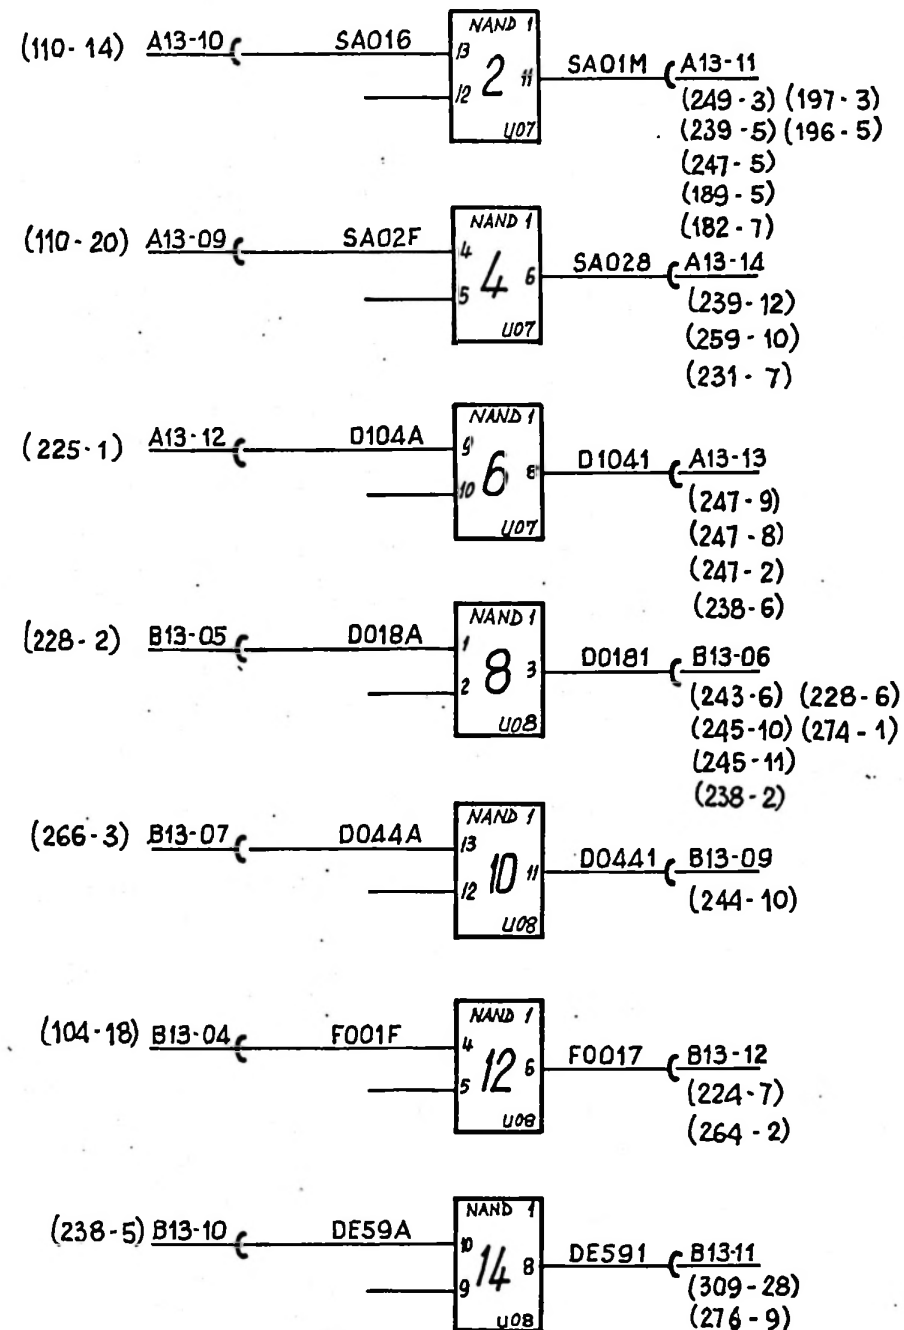 NAND 1
(110-14) A13-10 SA016 13 2 11 SA01M A13-11
12
U07
(249-3) (197-3)
(239-5) (196-5)
(247-5)
(189-5)
(182-7)
NAND 1
(110-20) A13-09 SA02F 4 4 6 SA028 A13-14
5
U07
(239-12)
(259-10)
(231-7)
NAND 1
(225-1) A13-12 D104A 9 6 8 D1041 A13-13
10
U07
(247-9)
(247-8)
(247-2)
(238-6)
NAND 1
(228-2) B13-05 D018A 1 8 3 D0181 B13-06
2
U08
(243-6) (228-6)
(245-10) (274-1)
(245-11)
(238-2)
NAND 1
(266-3) B13-07 D044A 13 10 11 D0441 B13-09
12
U08
(244-10)
NAND 1
(104-18) B13-04 F001F 4 12 6 F0017 B13-12
5
U08
(224-7)
(264-2)
NAND 1
(238-5) B13-10 DE59A 10 14 8 DE591 B13-11
9
U08
(309-28)
(276-9)